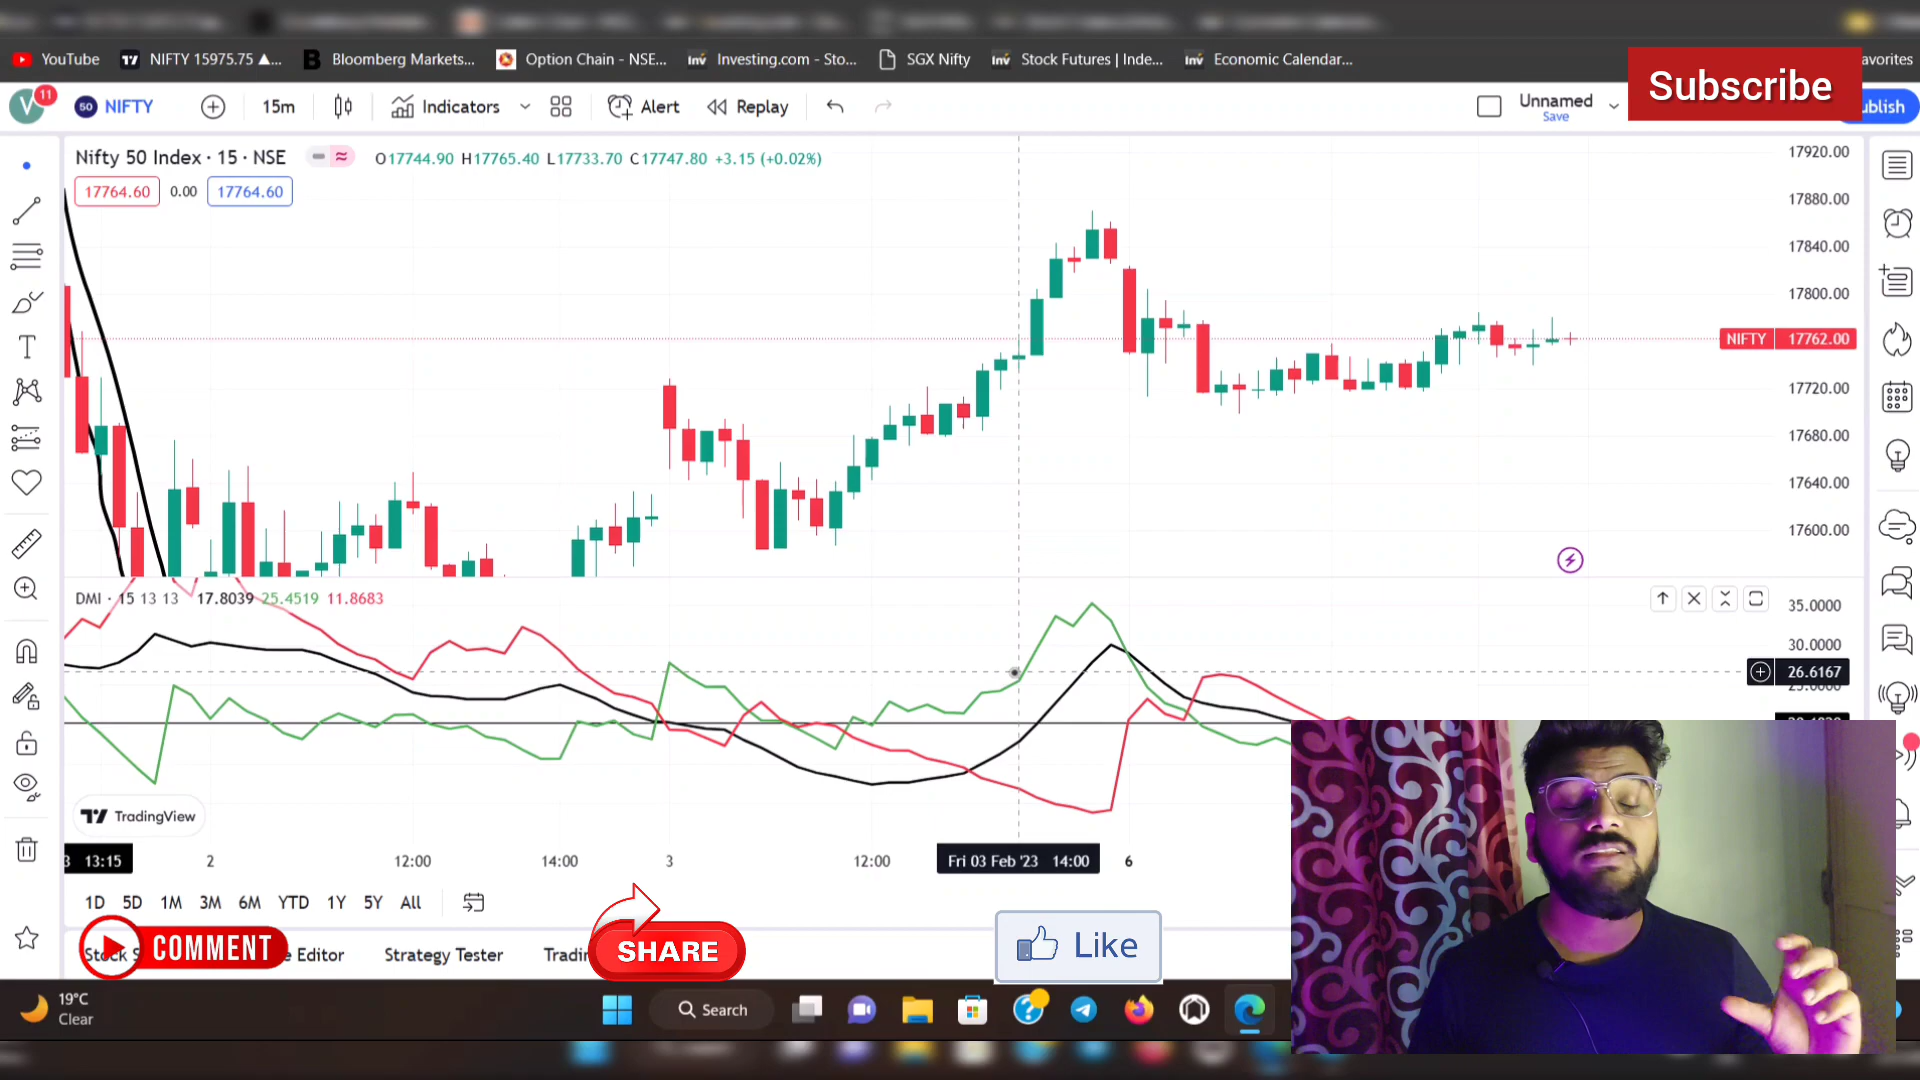 YouTube
NIFTY 15975.75 ▲...
Bloomberg Markets...
Option Chain - NSE...
Investing.com - Sto...
SGX Nifty
Stock Futures | Inde...
Economic Calendar...
avorites
Subscribe
V 11
50 NIFTY
15m
Indicators
Alert
Replay
Unnamed
Save
ublish
Nifty 50 Index · 15 · NSE
O17744.90 H17765.40 L17733.70 C17747.80 +3.15 (+0.02%)
17764.60 0.00 17764.60
17920.00
17880.00
17840.00
17800.00
NIFTY 17762.00
17720.00
17680.00
17640.00
17600.00
DMI · 15 13 13 17.8039 25.4519 11.8683
35.0000
30.0000
26.6167
TradingView
3 13:15
2
12:00
14:00
3
12:00
Fri 03 Feb '23 14:00
6
1D 5D 1M 3M 6M YTD 1Y 5Y All
COMMENT
SHARE
Like
Stock S
e Editor
Strategy Tester
Tradin
19°C
Clear
Search